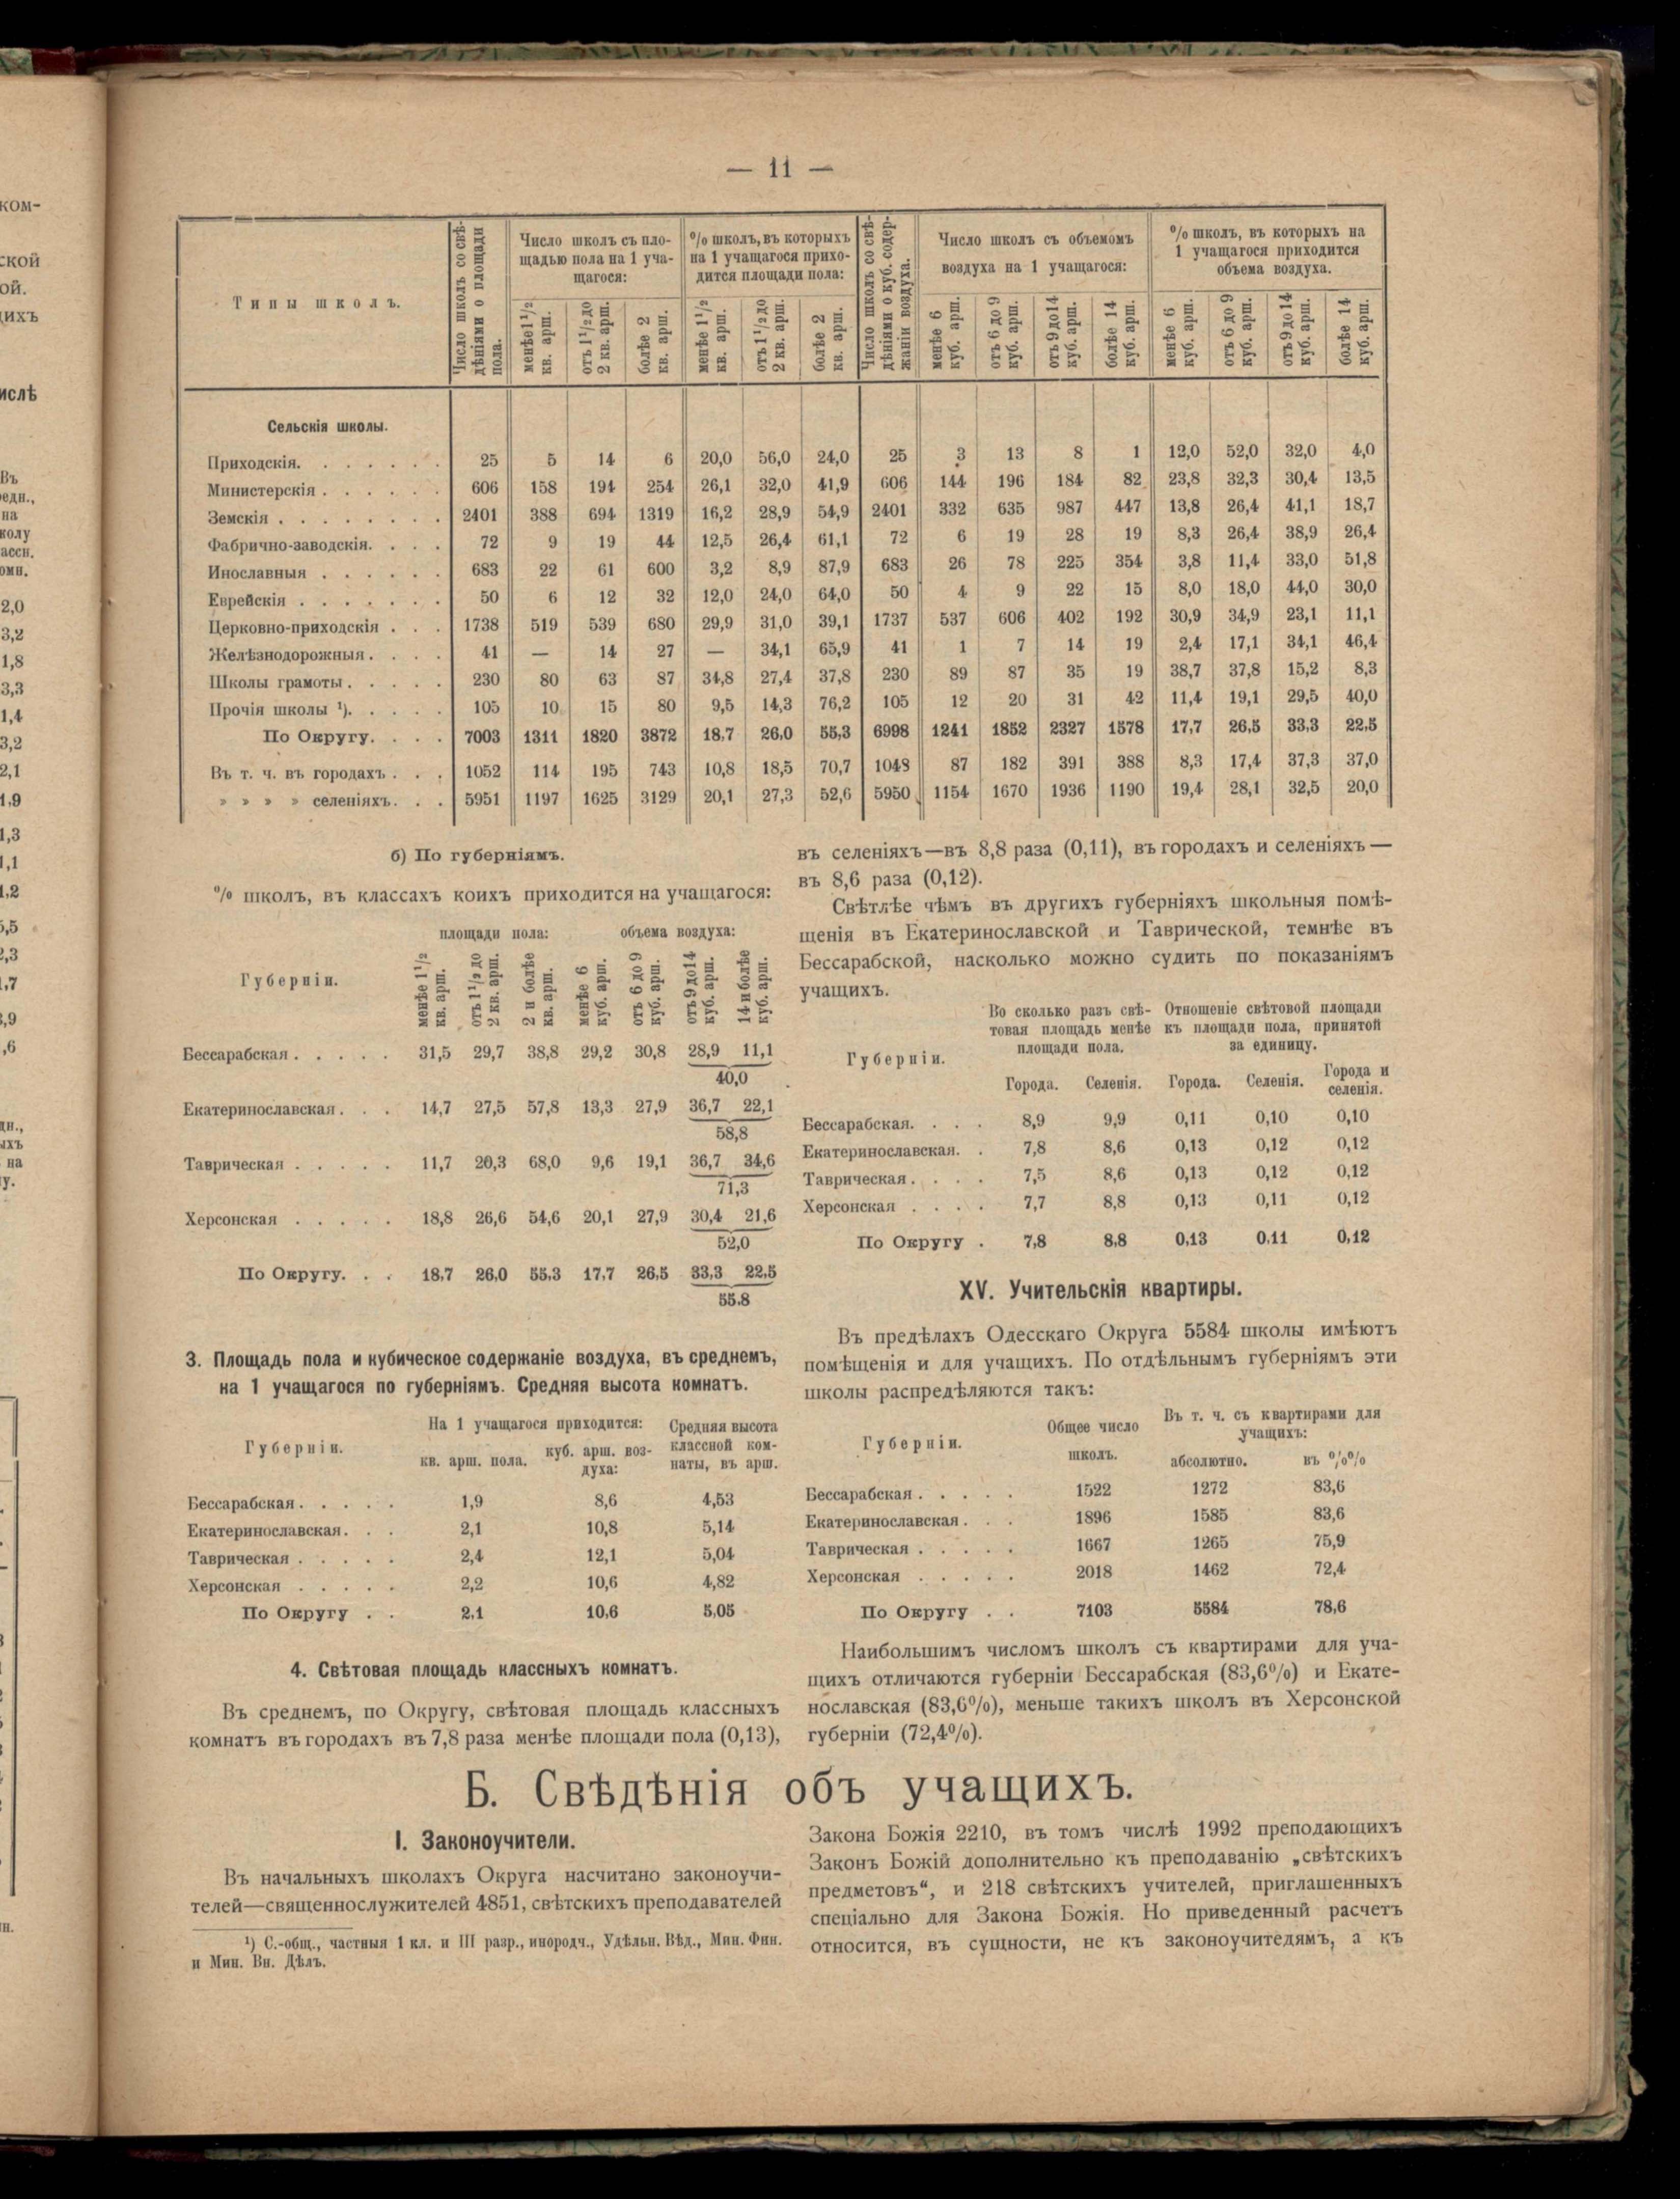 — 11 —
Типы школъ.
Число школъ со свѣ-
дѣніями о площади
пола.
Число школъ съ пло-
щадью пола на 1 уча-
щагося:
менѣе 1½
кв. арш.
отъ 1½ до
2 кв. арш.
болѣе 2
кв. арш.
% школъ, въ которыхъ
на 1 учащагося прихо-
дится площади пола:
менѣе 1½
кв. арш.
отъ 1½ до
2 кв. арш.
болѣе 2
кв. арш.
Число школъ со свѣ-
дѣніями о куб. содер-
жаніи воздуха.
Число школъ съ объемомъ
воздуха на 1 учащагося:
менѣе 6
куб. арш.
отъ 6 до 9
куб. арш.
отъ 9 до 14
куб. арш.
болѣе 14
куб. арш.
% школъ, въ которыхъ на
1 учащагося приходится
объема воздуха.
менѣе 6
куб. арш.
отъ 6 до 9
куб. арш.
отъ 9 до 14
куб. арш.
болѣе 14
куб. арш.
Сельскія школы.
Приходскія. . . . . . . 25 5 14 6 20,0 56,0 24,0 25 3 13 8 1 12,0 52,0 32,0 4,0
Министерскія . . . . . . 606 158 194 254 26,1 32,0 41,9 606 144 196 184 82 23,8 32,3 30,4 13,5
Земскія . . . . . . . . 2401 388 694 1319 16,2 28,9 54,9 2401 332 635 987 447 13,8 26,4 41,1 18,7
Фабрично-заводскія. . . . 72 9 19 44 12,5 26,4 61,1 72 6 19 28 19 8,3 26,4 38,9 26,4
Инославныя . . . . . . 683 22 61 600 3,2 8,9 87,9 683 26 78 225 354 3,8 11,4 33,0 51,8
Еврейскія . . . . . . . 50 6 12 32 12,0 24,0 64,0 50 4 9 22 15 8,0 18,0 44,0 30,0
Церковно-приходскія . . . 1738 519 539 680 29,9 31,0 39,1 1737 537 606 402 192 30,9 34,9 23,1 11,1
Желѣзнодорожныя. . . . 41 — 14 27 — 34,1 65,9 41 1 7 14 19 2,4 17,1 34,1 46,4
Школы грамоты . . . . . 230 80 63 87 34,8 27,4 37,8 230 89 87 35 19 38,7 37,8 15,2 8,3
Прочія школы ¹). . . . . 105 10 15 80 9,5 14,3 76,2 105 12 20 31 42 11,4 19,1 29,5 40,0
По Округу. . . . 7003 1311 1820 3872 18,7 26,0 55,3 6998 1241 1852 2327 1578 17,7 26,5 33,3 22,5
Въ т. ч. въ городахъ . . . 1052 114 195 743 10,8 18,5 70,7 1048 87 182 391 388 8,3 17,4 37,3 37,0
» » » » селеніяхъ. . . 5951 1197 1625 3129 20,1 27,3 52,6 5950 1154 1670 1936 1190 19,4 28,1 32,5 20,0
б) По губерніямъ.
% школъ, въ классахъ коихъ приходится на учащагося:
Губерніи.
площади пола:
объема воздуха:
менѣе 1½
кв. арш.
отъ 1½ до
2 кв. арш.
2 и болѣе
кв. арш.
менѣе 6
куб. арш.
отъ 6 до 9
куб. арш.
отъ 9 до 14
куб. арш.
14 и болѣе
куб. арш.
Бессарабская . . . . . 31,5 29,7 38,8 29,2 30,8 28,9 11,1
40,0
Екатеринославская . . . 14,7 27,5 57,8 13,3 27,9 36,7 22,1
58,8
Таврическая . . . . . 11,7 20,3 68,0 9,6 19,1 36,7 34,6
71,3
Херсонская . . . . . 18,8 26,6 54,6 20,1 27,9 30,4 21,6
52,0
По Округу. . . 18,7 26,0 55,3 17,7 26,5 33,3 22,5
55.8
3. Площадь пола и кубическое содержаніе воздуха, въ среднемъ,
на 1 учащагося по губерніямъ. Средняя высота комнатъ.
Губерніи.
На 1 учащагося приходится:
кв. арш. пола.
куб. арш. воз-
духа:
Средняя высота
классной ком-
наты, въ арш.
Бессарабская . . . . . 1,9 8,6 4,53
Екатеринославская . . . 2,1 10,8 5,14
Таврическая . . . . . 2,4 12,1 5,04
Херсонская . . . . . 2,2 10,6 4,82
По Округу . . 2,1 10,6 5,05
4. Свѣтовая площадь классныхъ комнатъ.
Въ среднемъ, по Округу, свѣтовая площадь классныхъ
комнатъ въ городахъ въ 7,8 раза менѣе площади пола (0,13),
въ селеніяхъ—въ 8,8 раза (0,11), въ городахъ и селеніяхъ —
въ 8,6 раза (0,12).
Свѣтлѣе чѣмъ въ другихъ губерніяхъ школьныя помѣ-
щенія въ Екатеринославской и Таврической, темнѣе въ
Бессарабской, насколько можно судить по показаніямъ
учащихъ.
Губерніи.
Во сколько разъ свѣ-
товая площадь менѣе
площади пола.
Отношеніе свѣтовой площади
къ площади пола, принятой
за единицу.
Города. Селенія. Города. Селенія. Города и
селенія.
Бессарабская. . . . 8,9 9,9 0,11 0,10 0,10
Екатеринославская. . 7,8 8,6 0,13 0,12 0,12
Таврическая . . . . 7,5 8,6 0,13 0,12 0,12
Херсонская . . . . 7,7 8,8 0,13 0,11 0,12
По Округу . 7,8 8,8 0,13 0.11 0,12
XV. Учительскія квартиры.
Въ предѣлахъ Одесскаго Округа 5584 школы имѣютъ
помѣщенія и для учащихъ. По отдѣльнымъ губерніямъ эти
школы распредѣляются такъ:
Губерніи.
Общее число
школъ.
Въ т. ч. съ квартирами для
учащихъ:
абсолютно. въ %%
Бессарабская . . . . . 1522 1272 83,6
Екатеринославская . . . 1896 1585 83,6
Таврическая . . . . . 1667 1265 75,9
Херсонская . . . . . 2018 1462 72,4
По Округу . . 7103 5584 78,6
Наибольшимъ числомъ школъ съ квартирами для уча-
щихъ отличаются губерніи Бессарабская (83,6%) и Екате-
нославская (83,6%), меньше такихъ школъ въ Херсонской
губерніи (72,4%).
Б. Свѣдѣнія объ учащихъ.
I. Законоучители.
Въ начальныхъ школахъ Округа насчитано законоучи-
телей—священнослужителей 4851, свѣтскихъ преподавателей
¹) С.-общ., частныя 1 кл. и III разр., инородч., Удѣльн. Вѣд., Мин. Фин.
и Мин. Вн. Дѣлъ.
Закона Божія 2210, въ томъ числѣ 1992 преподающихъ
Законъ Божій дополнительно къ преподаванію „свѣтскихъ
предметовъ“, и 218 свѣтскихъ учителей, приглашенныхъ
спеціально для Закона Божія. Но приведенный расчетъ
относится, въ сущности, не къ законоучителямъ, а къ